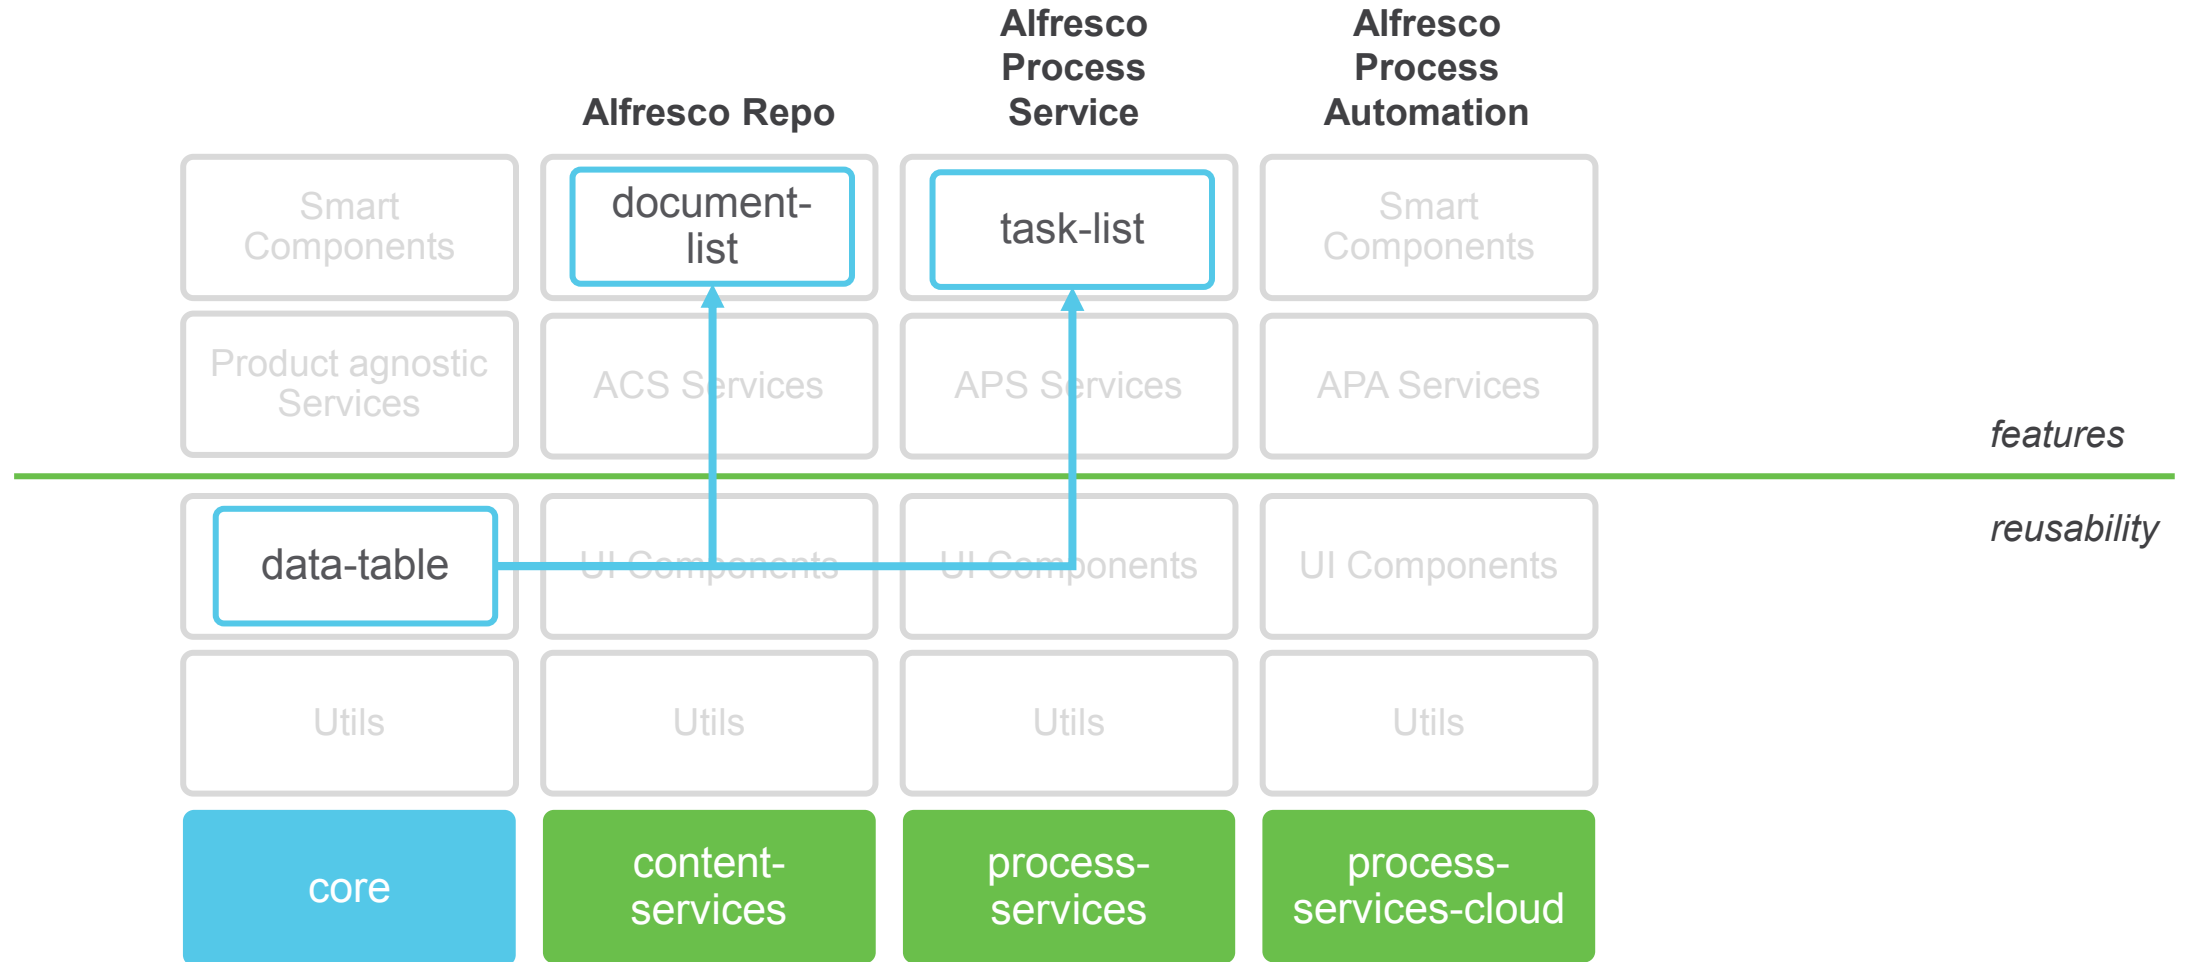 Alfresco
Process
Service
Alfresco
Process
Automation
Alfresco Repo
Smart
Components
document-
list
task-list
Smart
Components
Product agnostic
Services
ACS Services
APS Services
APA Services
features
reusability
data-table
UI Components
UI Components
UI Components
Utils
Utils
Utils
Utils
core
content-
services
process-
services
process-
services-cloud